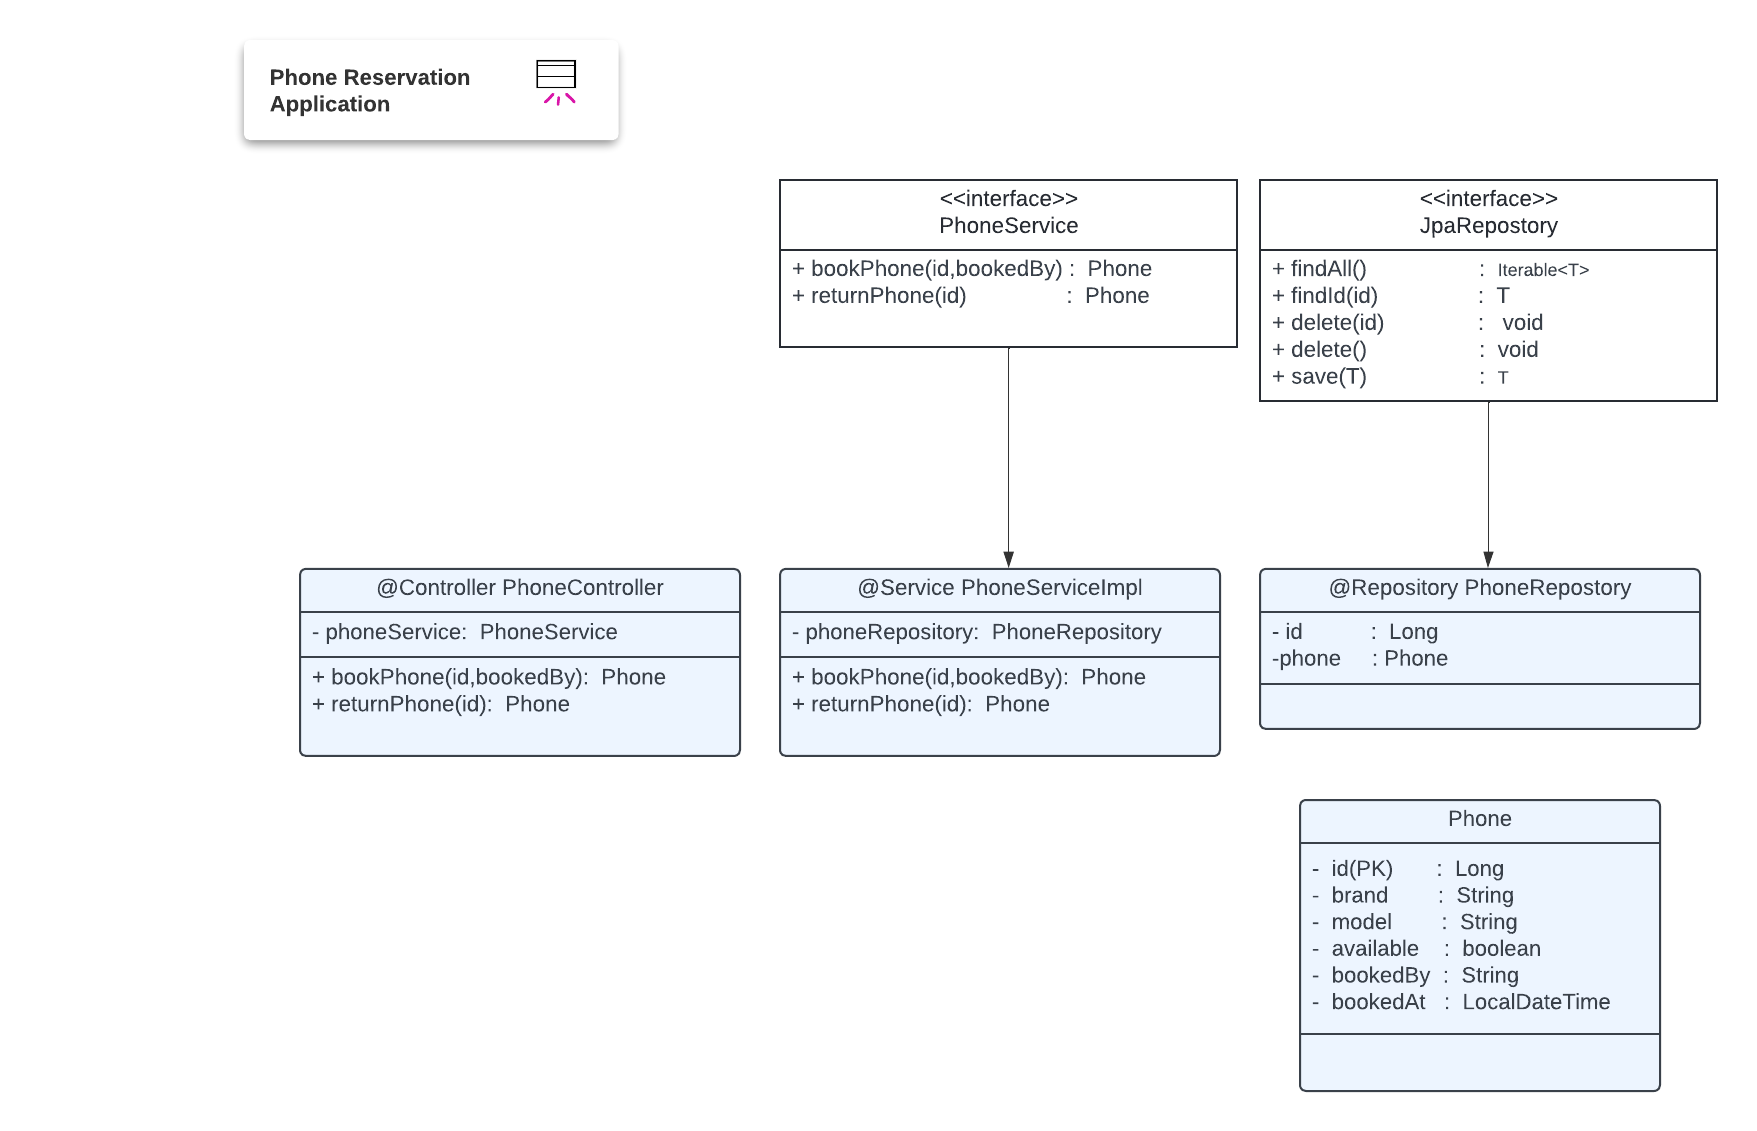 Phone Reservation
Application
<<interface>>
PhoneService
+ bookPhone(id,bookedBy) : Phone
+ returnPhone(id) : Phone
<<interface>>
JpaRepostory
+ findAll() : Iterable<T>
+ findId(id) : T
+ delete(id) : void
+ delete() : void
+ save(T) : T
@Controller PhoneController
- phoneService: PhoneService
+ bookPhone(id,bookedBy): Phone
+ returnPhone(id): Phone
@Service PhoneServiceImpl
- phoneRepository: PhoneRepository
+ bookPhone(id,bookedBy): Phone
+ returnPhone(id): Phone
@Repository PhoneRepostory
- id : Long
-phone : Phone
Phone
- id(PK) : Long
- brand : String
- model : String
- available : boolean
- bookedBy : String
- bookedAt : LocalDateTime